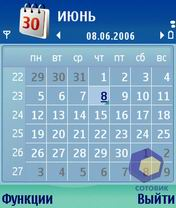 30
ИЮНЬ
08.06.2006
пн вт ср чт пт сб вс
22 29 30 31 1 2 3 4
23 5 6 7 8 9 10 11
24 12 13 14 15 16 17 18
25 19 20 21 22 23 24 25
26 26 27 28 29 30 1 2
27 3 4 5 6 7 8 9
СОТОВИК
Функции Выйти